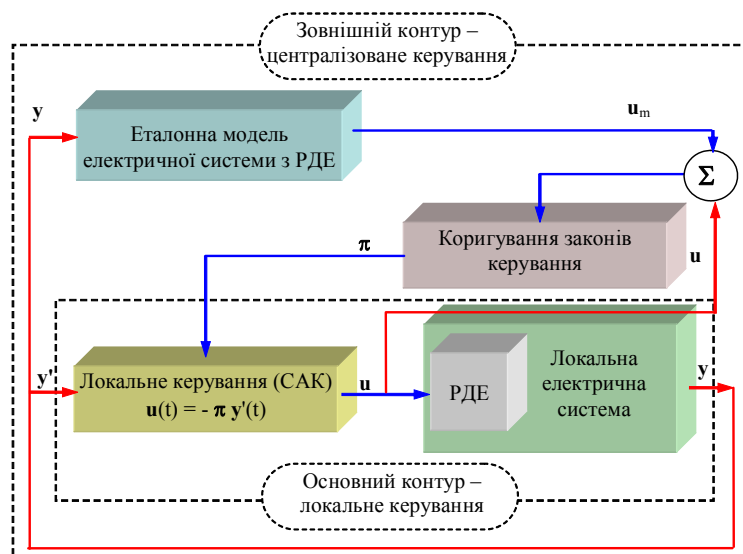 Зовнішній контур –
централізоване керування
y
Еталонна модель
електричної системи з РДЕ
uₘ
Σ
Коригування законів
керування
π
u
y'
Локальне керування (САК)
u(t) = - π y'(t)
u
РДЕ
Локальна
електрична
система
y
Основний контур –
локальне керування